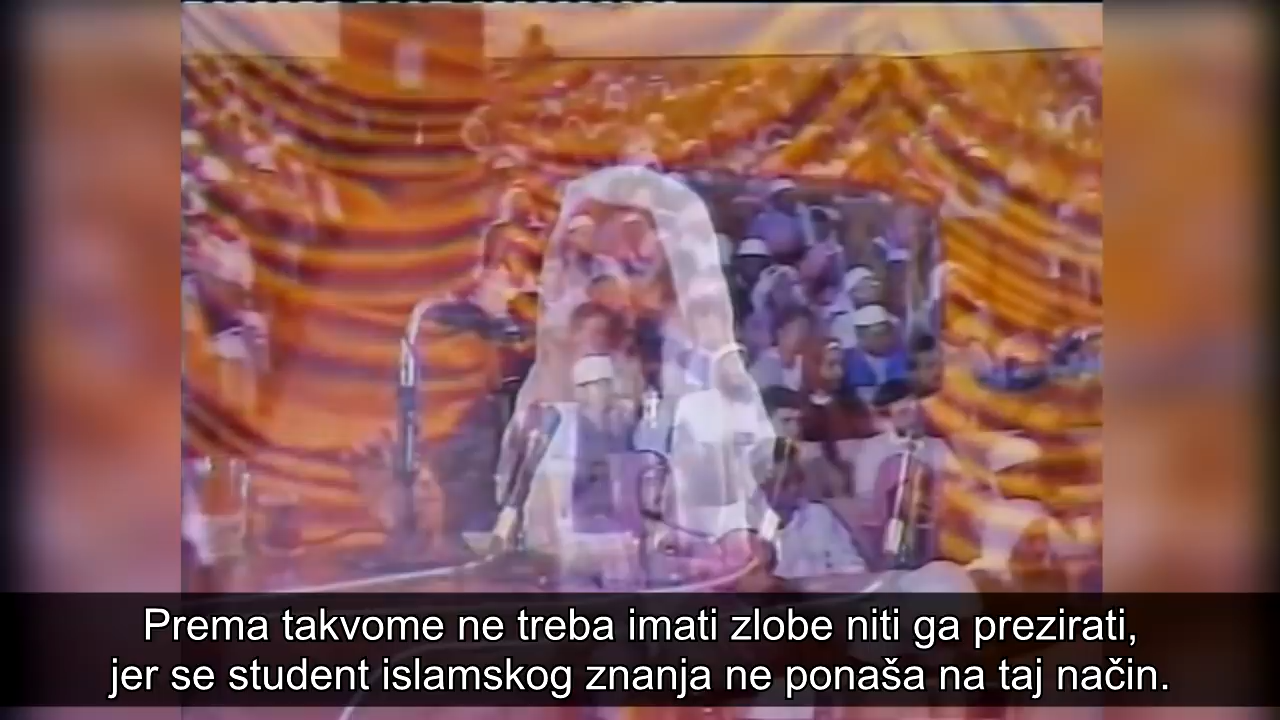 Prema takvome ne treba imati zlobe niti ga prezirati,
jer se student islamskog znanja ne ponaša na taj način.